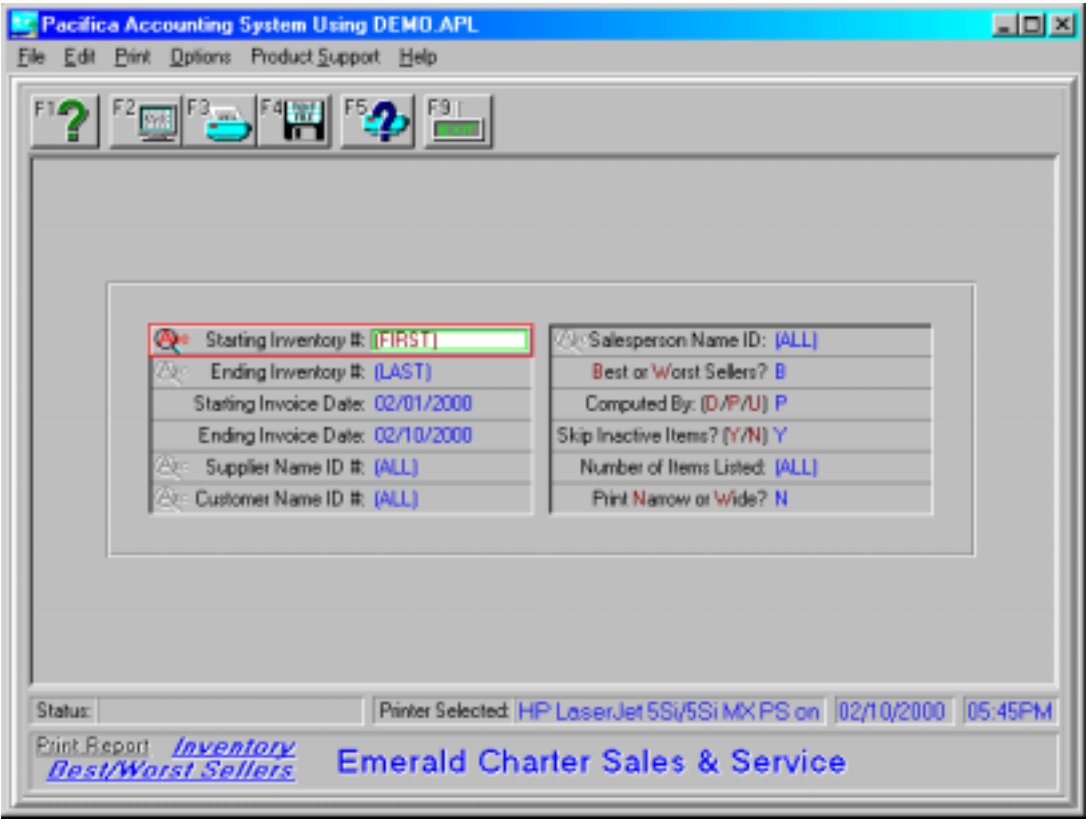 Pacifica Accounting System Using DEMO.APL
File Edit Print Options Product Support Help
F1 F2 F3 F4 F5 F9
Starting Inventory #: (FIRST)
Ending Inventory #: (LAST)
Starting Invoice Date: 02/01/2000
Ending Invoice Date: 02/10/2000
Supplier Name ID #: (ALL)
Customer Name ID #: (ALL)
Salesperson Name ID: (ALL)
Best or Worst Sellers? B
Computed By: (D/P/U) P
Skip Inactive Items? (Y/N) Y
Number of Items Listed: (ALL)
Print Narrow or Wide? N
Status: Printer Selected: HP LaserJet 5Si/5Si MX PS on 02/10/2000 05:45PM
Print Report Inventory
Best/Worst Sellers
Emerald Charter Sales & Service